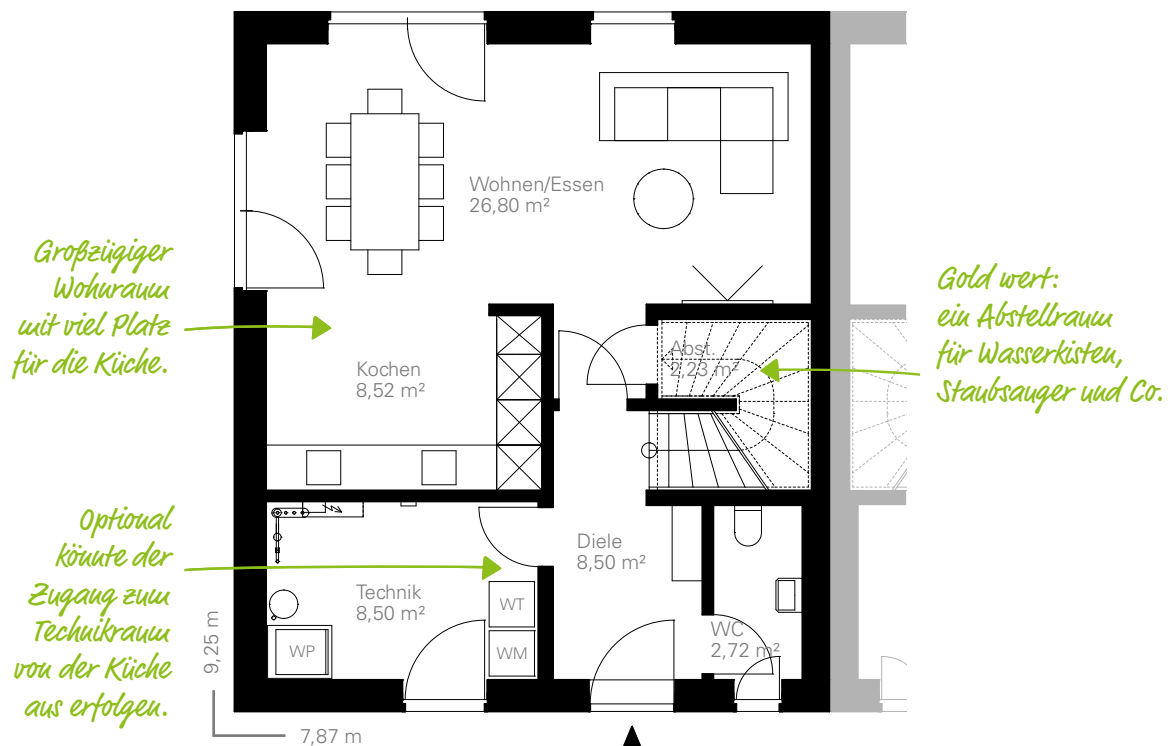 Wohnen/Essen
26,80 m²
Großzügiger
Wohnraum
mit viel Platz
für die Küche.
Gold wert:
ein Abstellraum
für Wasserkisten,
Staubsauger und Co.
Abst.
2,23 m²
Kochen
8,52 m²
Optional
könnte der
Zugang zum
Technikraum
von der Küche
aus erfolgen.
Diele
8,50 m²
Technik
8,50 m²
WT
WM
WP
WC
2,72 m²
9,25 m
7,87 m